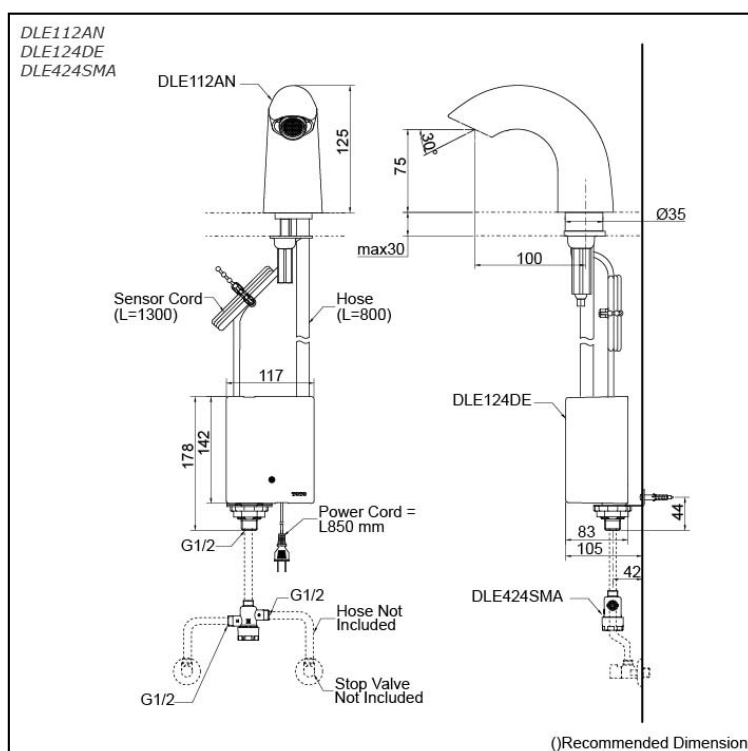 DLE112AN
DLE124DE
DLE424SMA
DLE112AN
125
75
30°
Ø35
max30
100
Sensor Cord
(L=1300)
Hose
(L=800)
117
DLE124DE
178
142
TOTO
Power Cord =
L850 mm
G1/2
44
83
105
42
G1/2
DLE424SMA
Hose Not
Included
G1/2
Stop Valve
Not Included
()Recommended Dimension